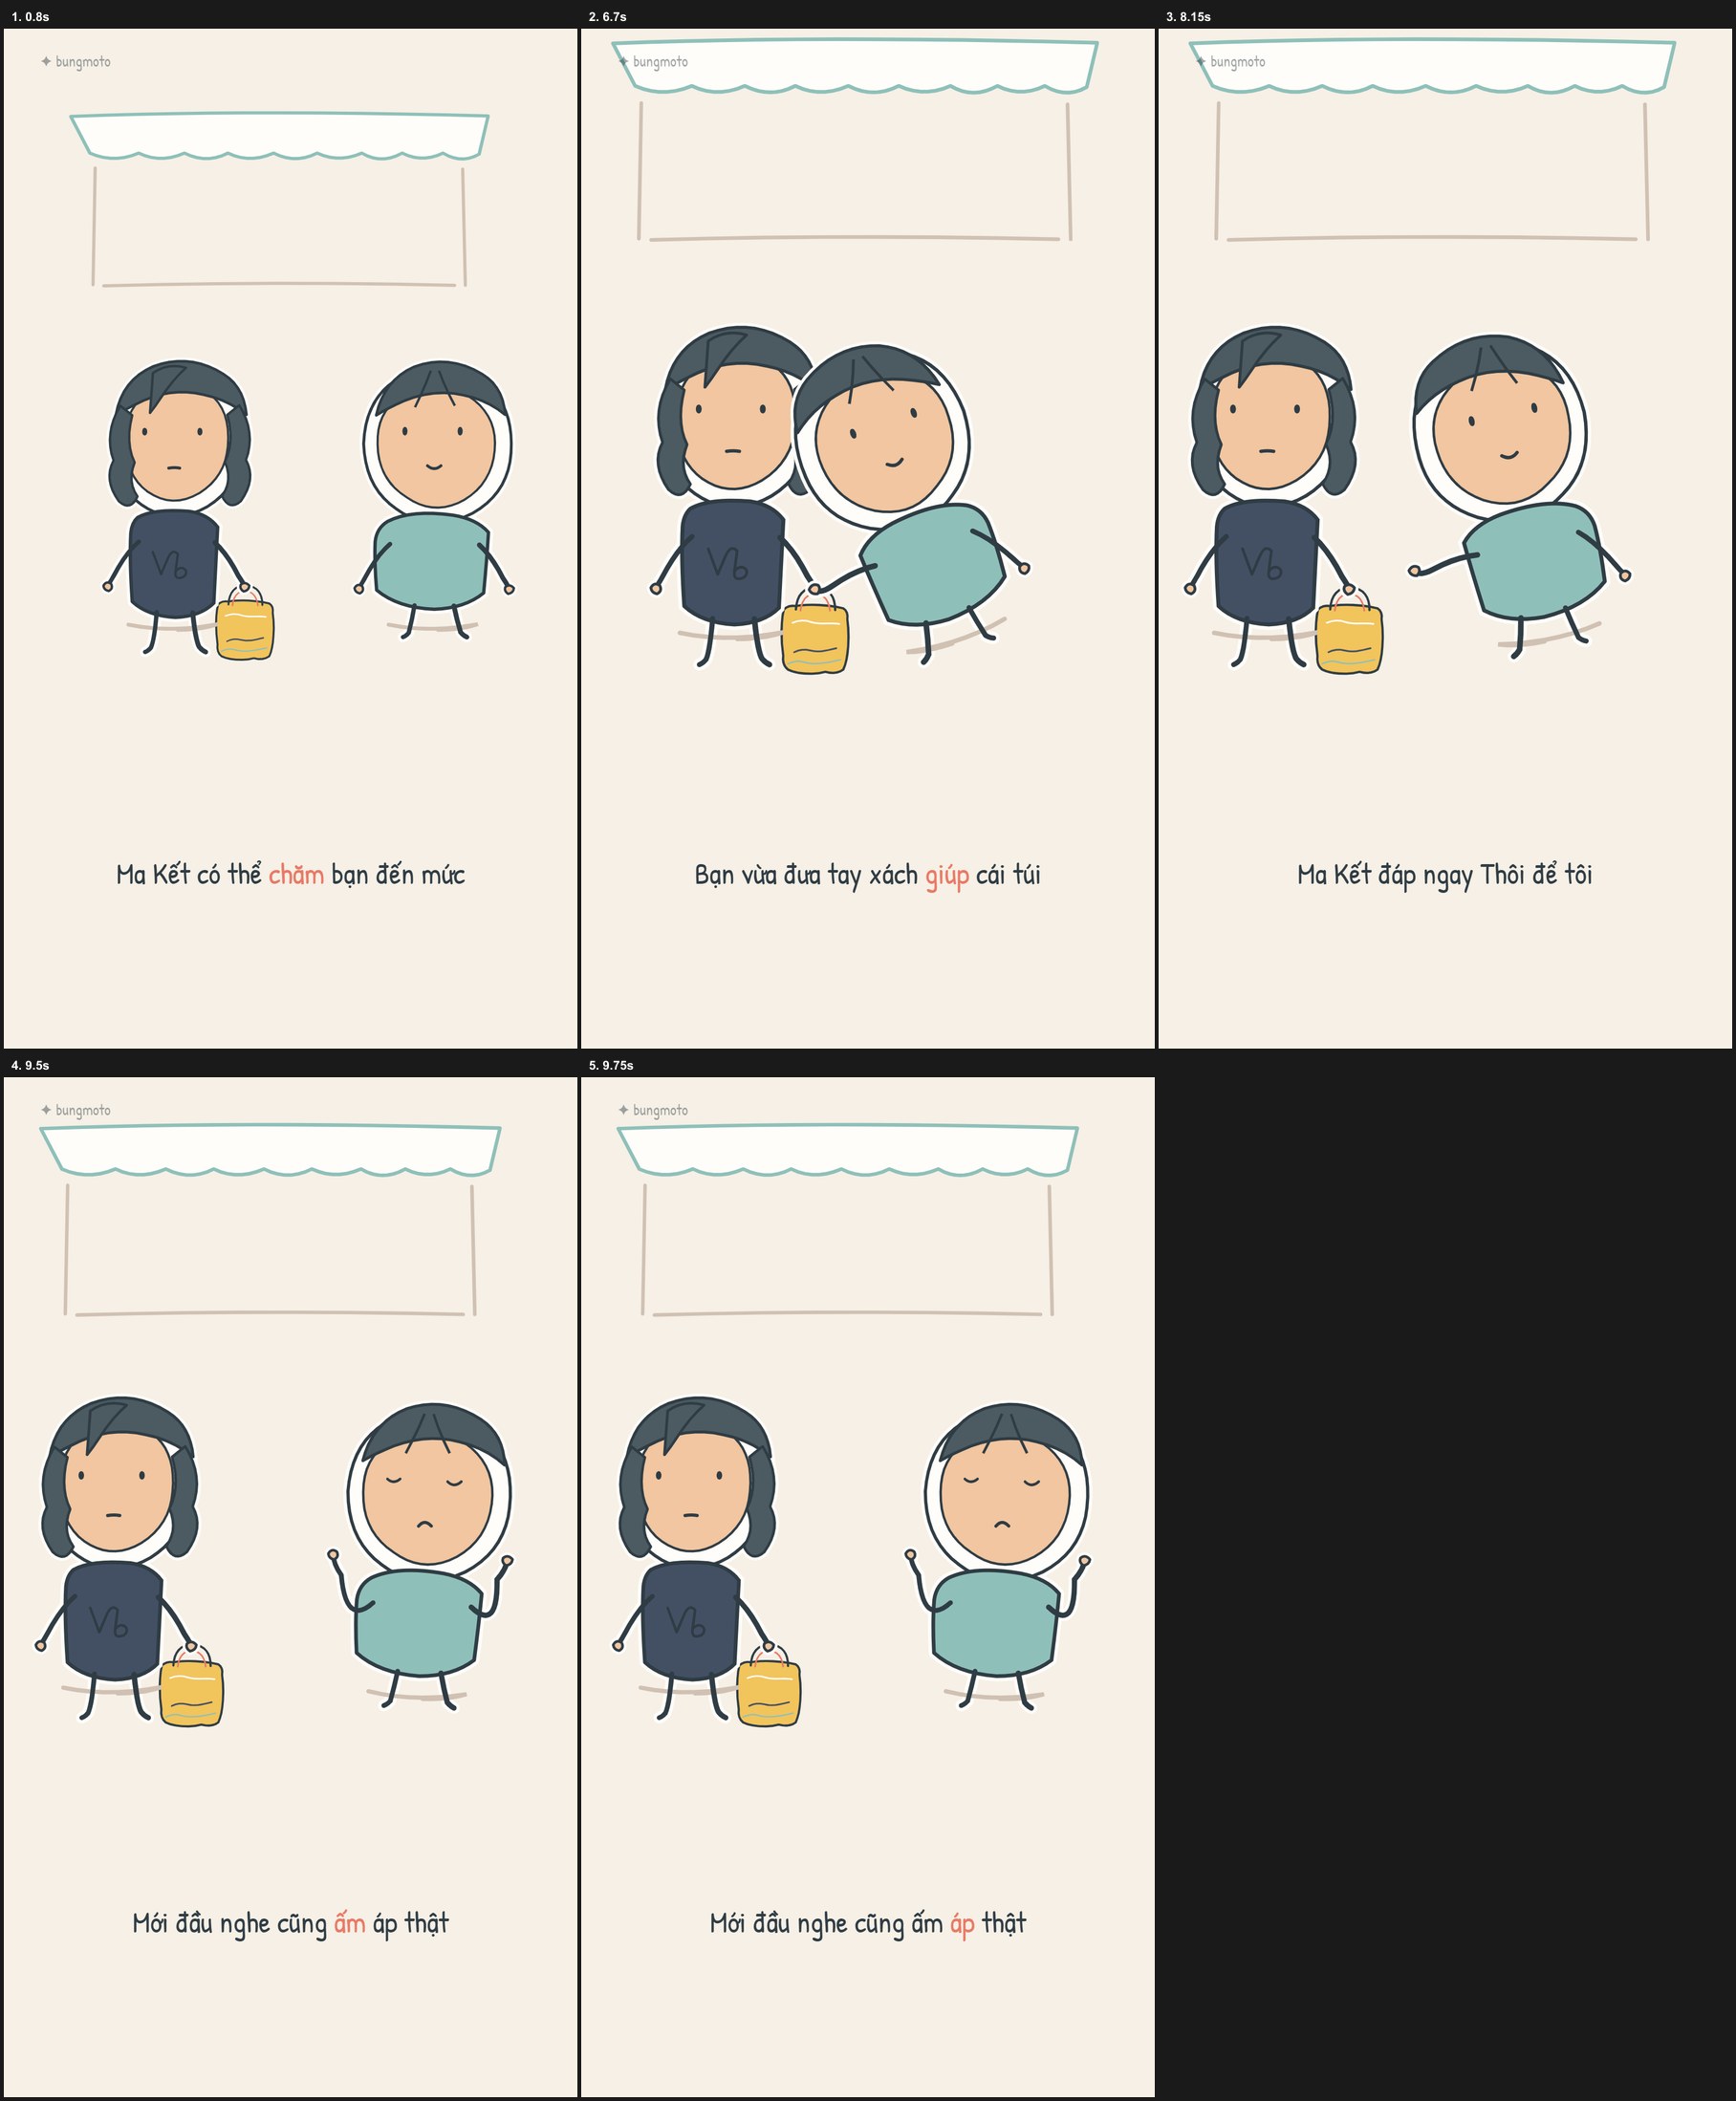 1. 0.8s
✦ bungmoto
Ma Kết có thể chăm bạn đến mức
2. 6.7s
✦ bungmoto
Bạn vừa đưa tay xách giúp cái túi
3. 8.15s
✦ bungmoto
Ma Kết đáp ngay Thôi để tôi
4. 9.5s
✦ bungmoto
Mới đầu nghe cũng ấm áp thật
5. 9.75s
✦ bungmoto
Mới đầu nghe cũng ấm áp thật